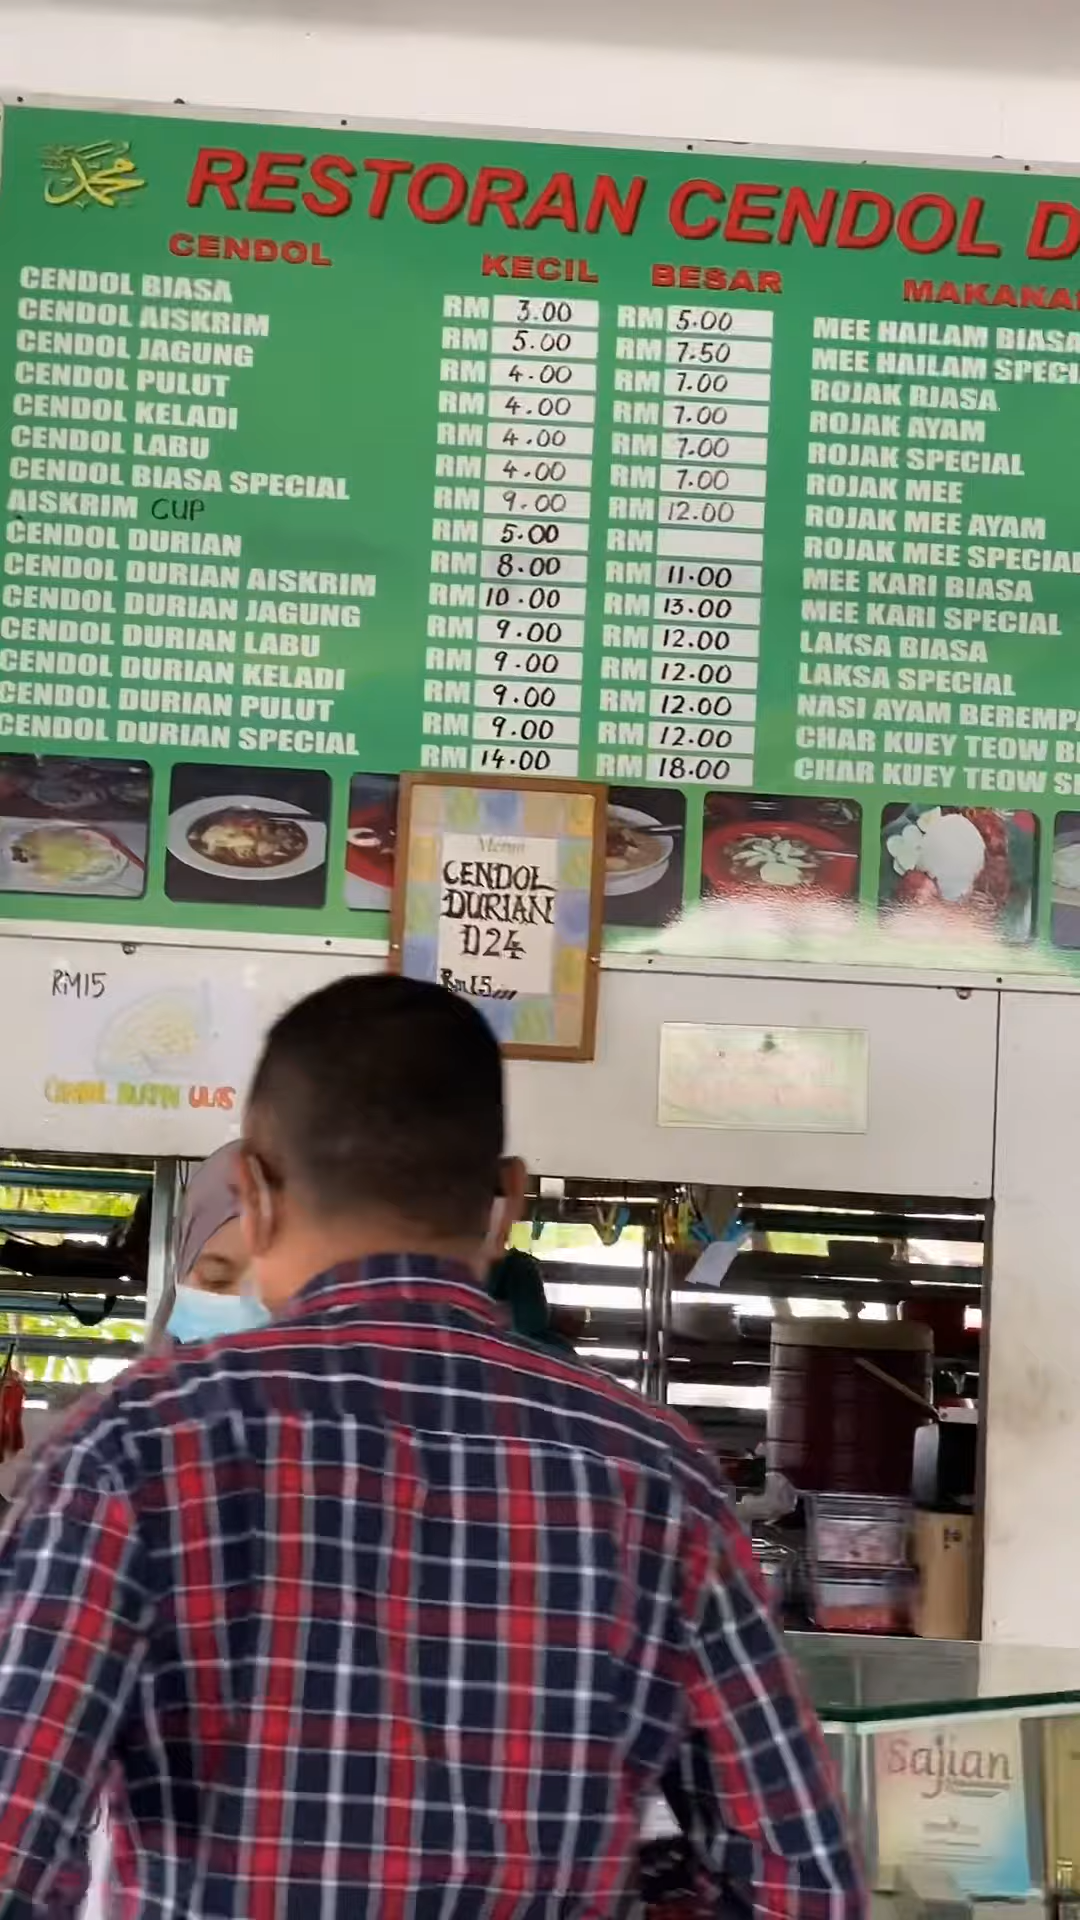 محمد
RESTORAN CENDOL D
CENDOL KECIL BESAR MAKANA
CENDOL BIASA RM 3.00 RM 5.00
CENDOL AISKRIM RM 5.00 RM 7.50
CENDOL JAGUNG RM 4.00 RM 7.00
CENDOL PULUT RM 4.00 RM 7.00
CENDOL KELADI RM 4.00 RM 7.00
CENDOL LABU RM 4.00 RM 7.00
CENDOL BIASA SPECIAL RM 9.00 RM 12.00
AISKRIM CUP RM 5.00 RM
CENDOL DURIAN RM 8.00 RM 11.00
CENDOL DURIAN AISKRIM RM 10.00 RM 13.00
CENDOL DURIAN JAGUNG RM 9.00 RM 12.00
CENDOL DURIAN LABU RM 9.00 RM 12.00
CENDOL DURIAN KELADI RM 9.00 RM 12.00
CENDOL DURIAN PULUT RM 9.00 RM 12.00
CENDOL DURIAN SPECIAL RM 14.00 RM 18.00
MEE HAILAM BIASA
MEE HAILAM SPECI
ROJAK BIASA
ROJAK AYAM
ROJAK SPECIAL
ROJAK MEE
ROJAK MEE AYAM
ROJAK MEE SPECIAL
MEE KARI BIASA
MEE KARI SPECIAL
LAKSA BIASA
LAKSA SPECIAL
NASI AYAM BEREMPA
CHAR KUEY TEOW B
CHAR KUEY TEOW S
Menu
CENDOL
DURIAN
D24
Rm15
RM15
ULAS
Sajian